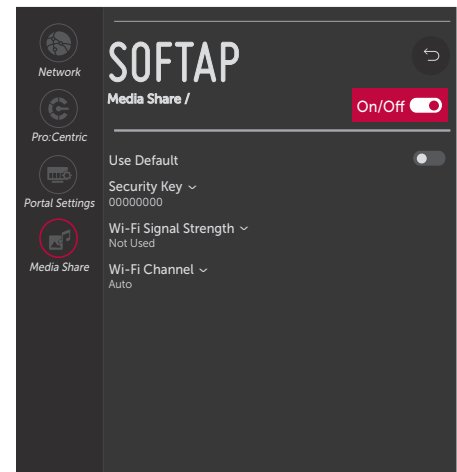 Network
Pro:Centric
Portal Settings
Media Share
SOFTAP
Media Share /
On/Off
Use Default
Security Key
00000000
Wi-Fi Signal Strength
Not Used
Wi-Fi Channel
Auto